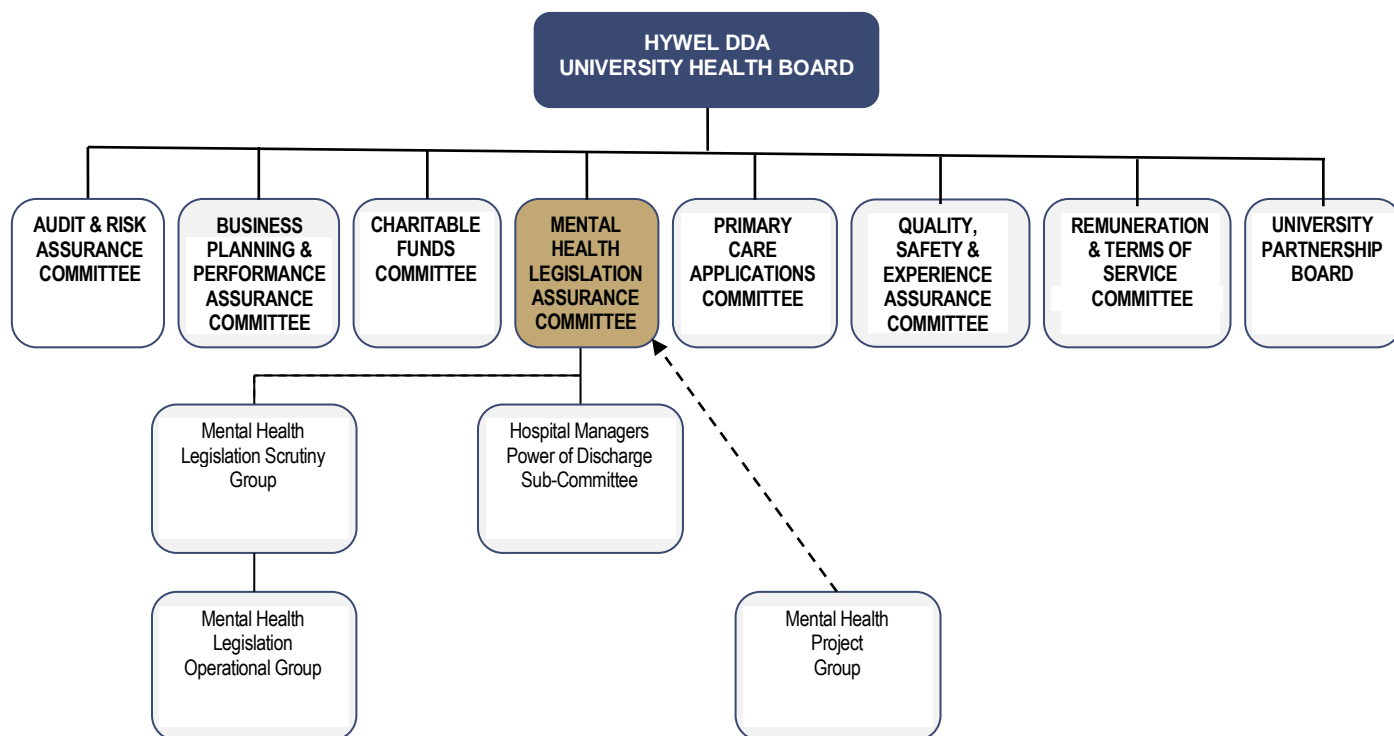 HYWEL DDA
UNIVERSITY HEALTH BOARD
AUDIT & RISK
ASSURANCE
COMMITTEE
BUSINESS
PLANNING &
PERFORMANCE
ASSURANCE
COMMITTEE
CHARITABLE
FUNDS
COMMITTEE
MENTAL
HEALTH
LEGISLATION
ASSURANCE
COMMITTEE
PRIMARY
CARE
APPLICATIONS
COMMITTEE
QUALITY,
SAFETY &
EXPERIENCE
ASSURANCE
COMMITTEE
REMUNERATION
& TERMS OF
SERVICE
COMMITTEE
UNIVERSITY
PARTNERSHIP
BOARD
Mental Health
Legislation Scrutiny
Group
Hospital Managers
Power of Discharge
Sub-Committee
Mental Health
Legislation
Operational Group
Mental Health
Project
Group